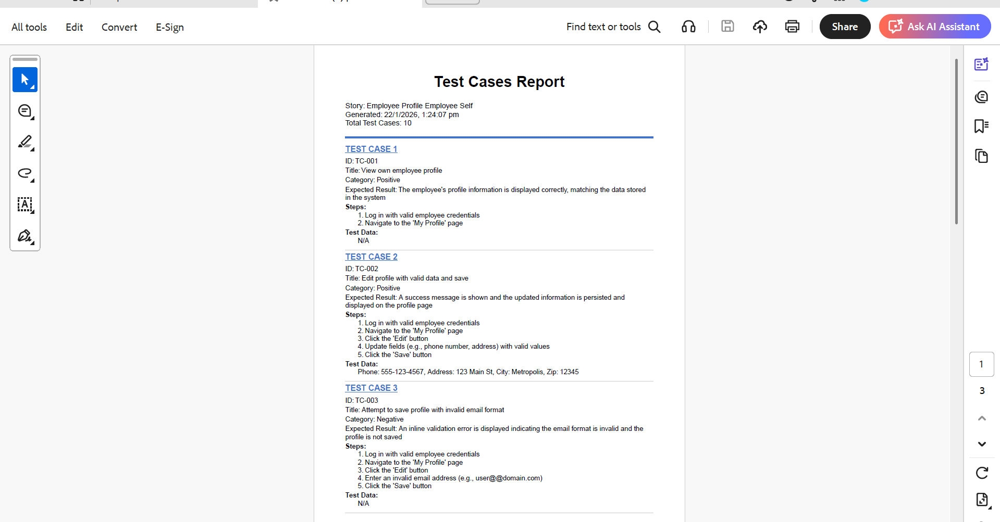 All tools
Edit
Convert
E-Sign
Find text or tools
Share
Ask AI Assistant
Test Cases Report
Story: Employee Profile Employee Self
Generated: 22/1/2026, 1:24:07 pm
Total Test Cases: 10
TEST CASE 1
ID: TC-001
Title: View own employee profile
Category: Positive
Expected Result: The employee's profile information is displayed correctly, matching the data stored
in the system
Steps:
1. Log in with valid employee credentials
2. Navigate to the 'My Profile' page
Test Data:
N/A
TEST CASE 2
ID: TC-002
Title: Edit profile with valid data and save
Category: Positive
Expected Result: A success message is shown and the updated information is persisted and
displayed on the profile page
Steps:
1. Log in with valid employee credentials
2. Navigate to the 'My Profile' page
3. Click the 'Edit' button
4. Update fields (e.g., phone number, address) with valid values
5. Click the 'Save' button
Test Data:
Phone: 555-123-4567, Address: 123 Main St, City: Metropolis, Zip: 12345
TEST CASE 3
ID: TC-003
Title: Attempt to save profile with invalid email format
Category: Negative
Expected Result: An inline validation error is displayed indicating the email format is invalid and the
profile is not saved
Steps:
1. Log in with valid employee credentials
2. Navigate to the 'My Profile' page
3. Click the 'Edit' button
4. Enter an invalid email address (e.g., user@@domain.com)
5. Click the 'Save' button
Test Data:
N/A
1
3